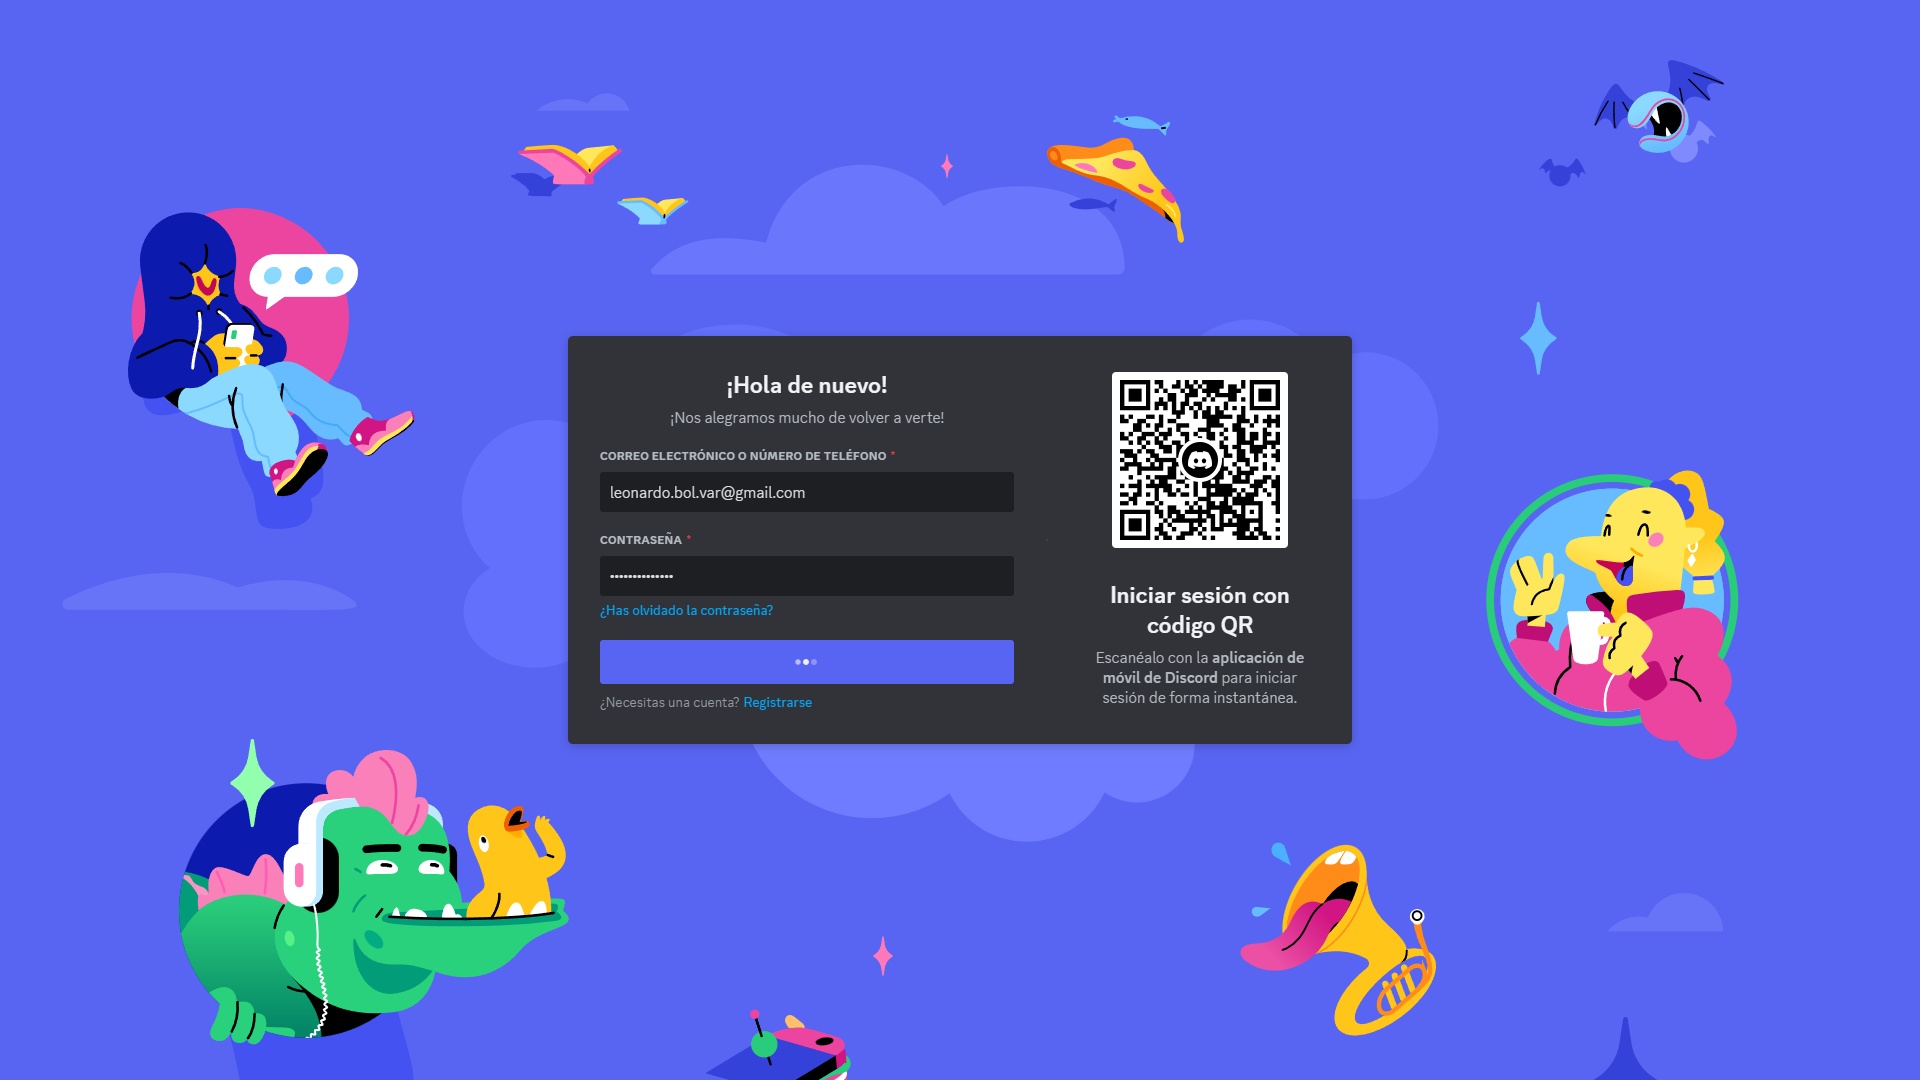 ¡Hola de nuevo!
¡Nos alegramos mucho de volver a verte!
CORREO ELECTRÓNICO O NÚMERO DE TELÉFONO *
leonardo.bol.var@gmail.com
CONTRASEÑA *
••••••••••••••
¿Has olvidado la contraseña?
¿Necesitas una cuenta? Registrarse
Iniciar sesión con
código QR
Escanéalo con la aplicación de
móvil de Discord para iniciar
sesión de forma instantánea.